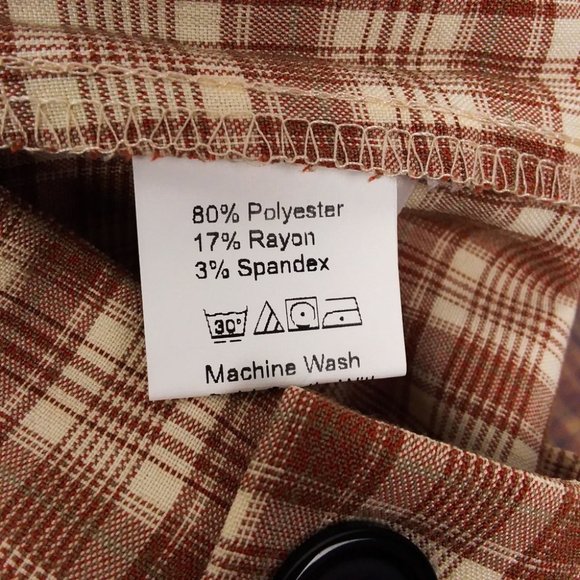 80% Polyester
17% Rayon
3% Spandex
30°
Machine Wash